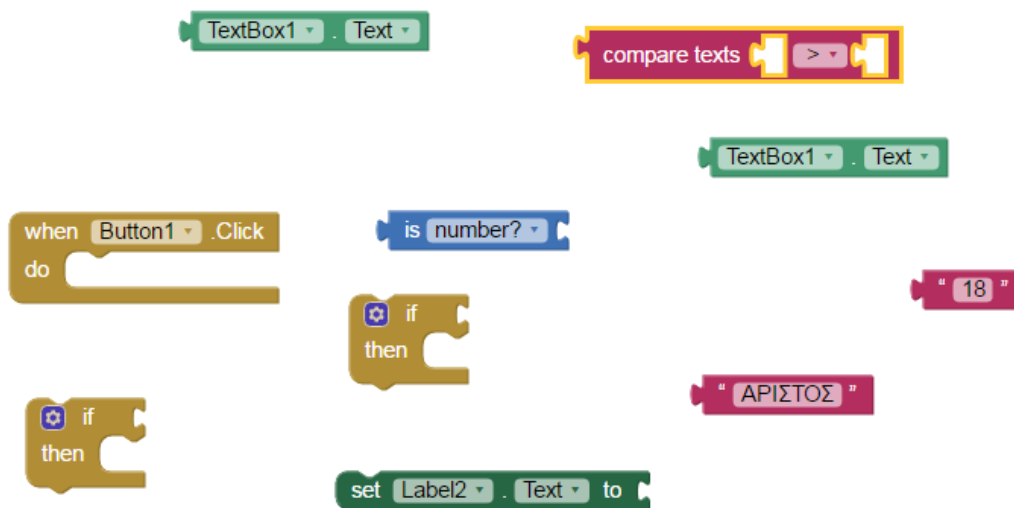 TextBox1 . Text
compare texts >
TextBox1 . Text
when Button1 .Click
do
is number?
" 18 "
if
then
" ΑΡΙΣΤΟΣ "
if
then
set Label2 . Text to